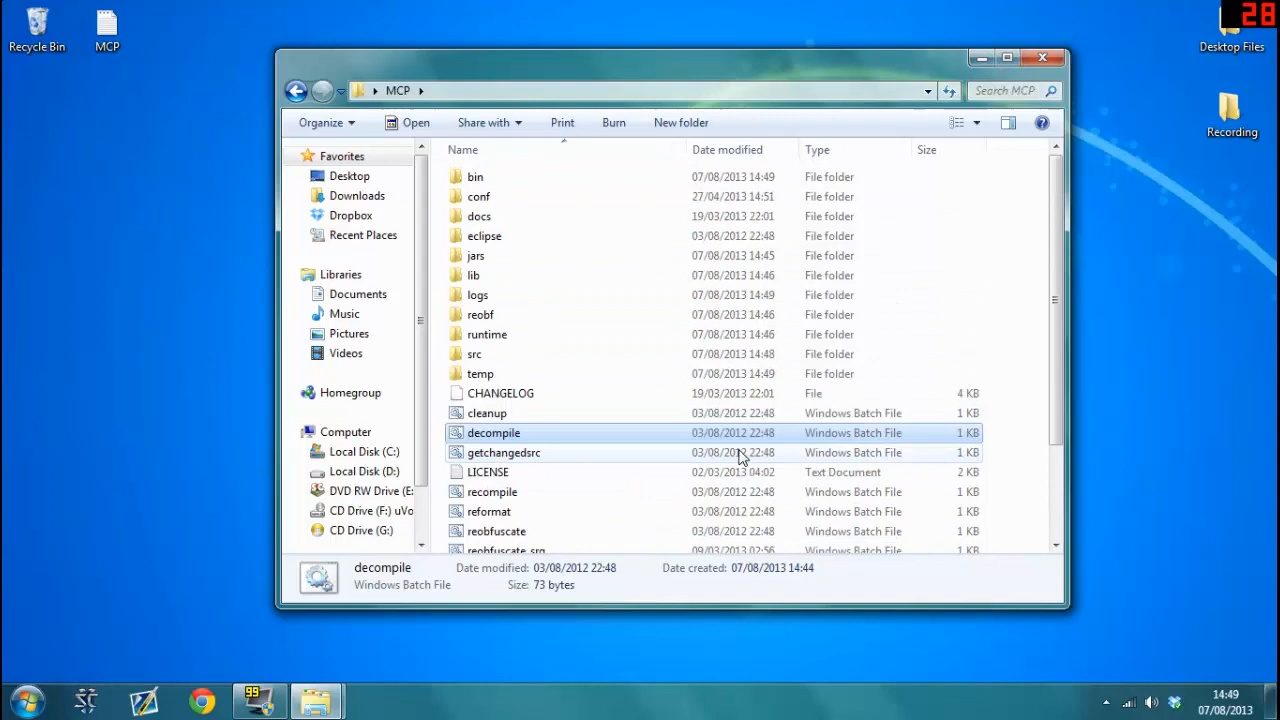 Recycle Bin
MCP
28
Desktop Files
Recording
MCP
Search MCP
Organize
Open
Share with
Print
Burn
New folder
Favorites
Desktop
Downloads
Dropbox
Recent Places
Libraries
Documents
Music
Pictures
Videos
Homegroup
Computer
Local Disk (C:)
Local Disk (D:)
DVD RW Drive (E:
CD Drive (F:) uVo
CD Drive (G:)
Name Date modified Type Size
bin 07/08/2013 14:49 File folder
conf 27/04/2013 14:51 File folder
docs 19/03/2013 22:01 File folder
eclipse 03/08/2012 22:48 File folder
jars 07/08/2013 14:45 File folder
lib 07/08/2013 14:46 File folder
logs 07/08/2013 14:49 File folder
reobf 07/08/2013 14:46 File folder
runtime 07/08/2013 14:46 File folder
src 07/08/2013 14:48 File folder
temp 07/08/2013 14:49 File folder
CHANGELOG 19/03/2013 22:01 File 4 KB
cleanup 03/08/2012 22:48 Windows Batch File 1 KB
decompile 03/08/2012 22:48 Windows Batch File 1 KB
getchangedsrc 03/08/2012 22:48 Windows Batch File 1 KB
LICENSE 02/03/2013 04:02 Text Document 2 KB
recompile 03/08/2012 22:48 Windows Batch File 1 KB
reformat 03/08/2012 22:48 Windows Batch File 1 KB
reobfuscate 03/08/2012 22:48 Windows Batch File 1 KB
reobfuscate_srg 09/03/2013 02:56 Windows Batch File 1 KB
decompile Date modified: 03/08/2012 22:48 Date created: 07/08/2013 14:44
Windows Batch File Size: 73 bytes
99
14:49
07/08/2013